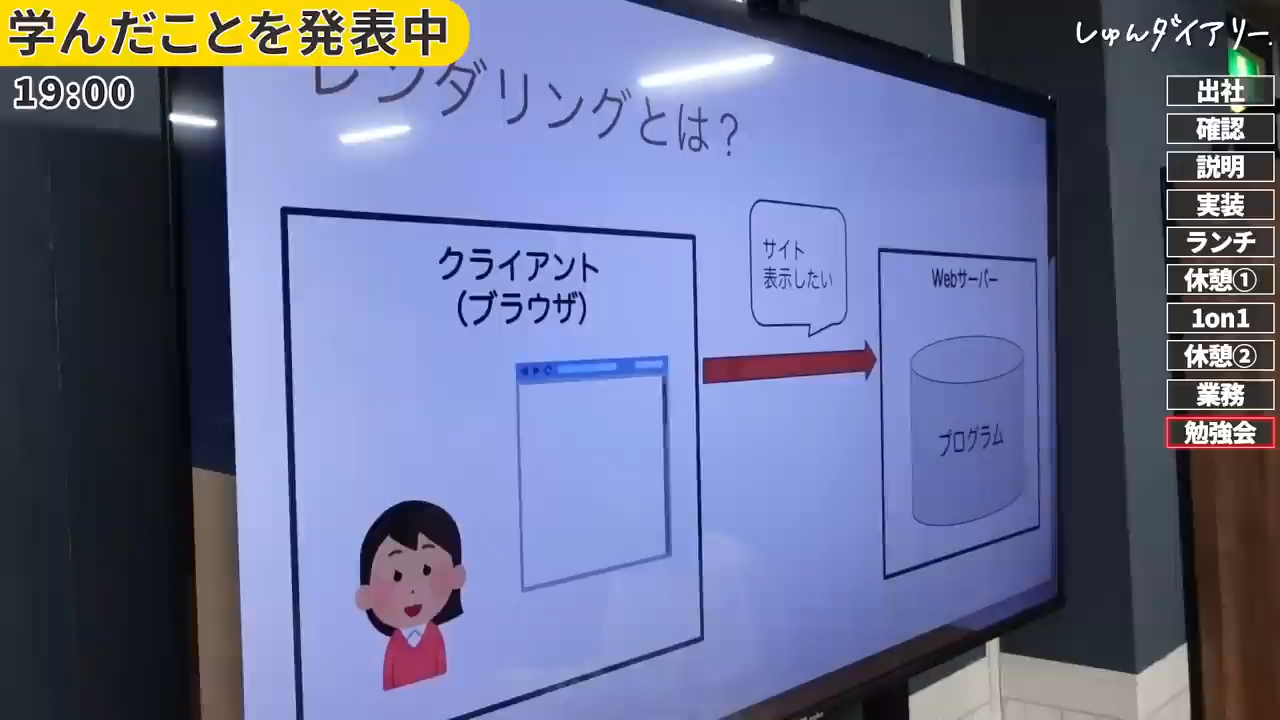 学んだことを発表中
19:00
しゅんダイアリー.
レンダリングとは？
クライアント
（ブラウザ）
サイト
表示したい
Webサーバー
プログラム
出社
確認
説明
実装
ランチ
休憩①
1on1
休憩②
業務
勉強会